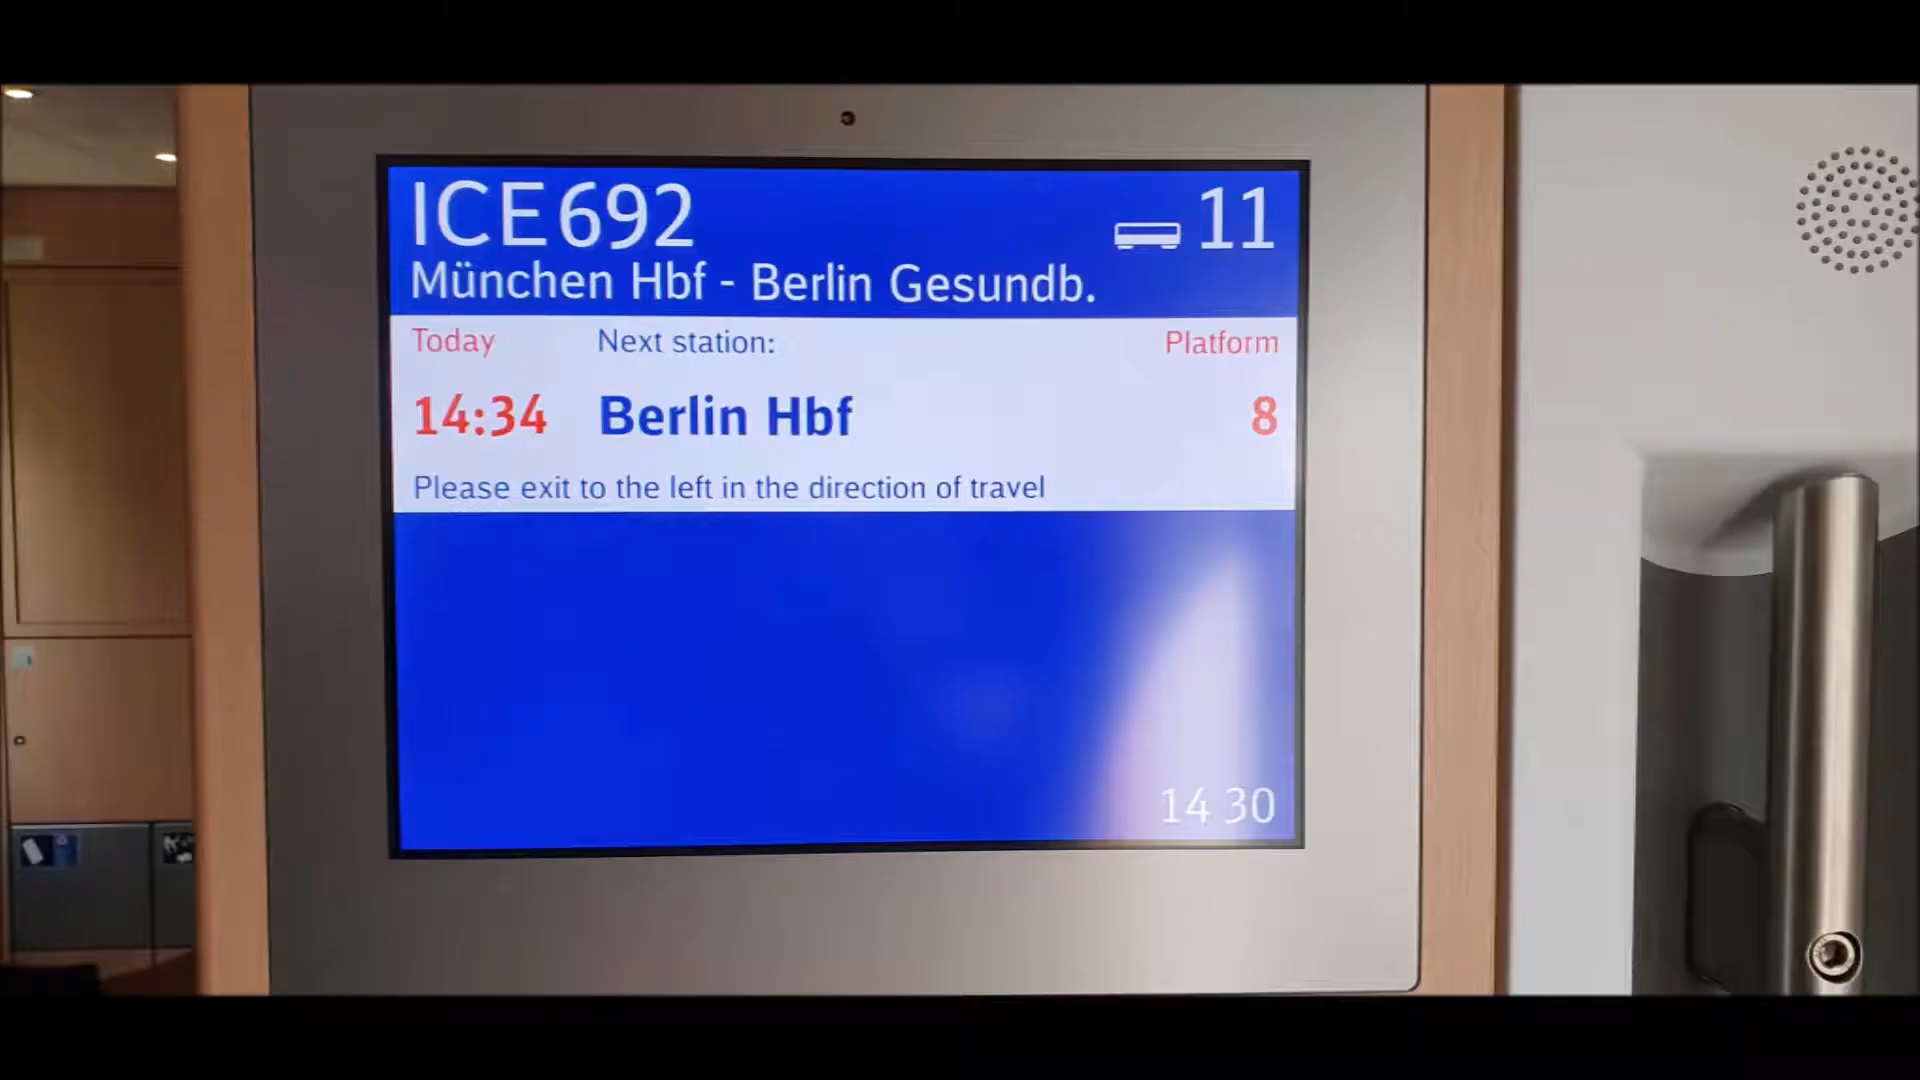 ICE 692
11
München Hbf - Berlin Gesundb.
Today Next station: Platform
14:34 Berlin Hbf 8
Please exit to the left in the direction of travel
14 30